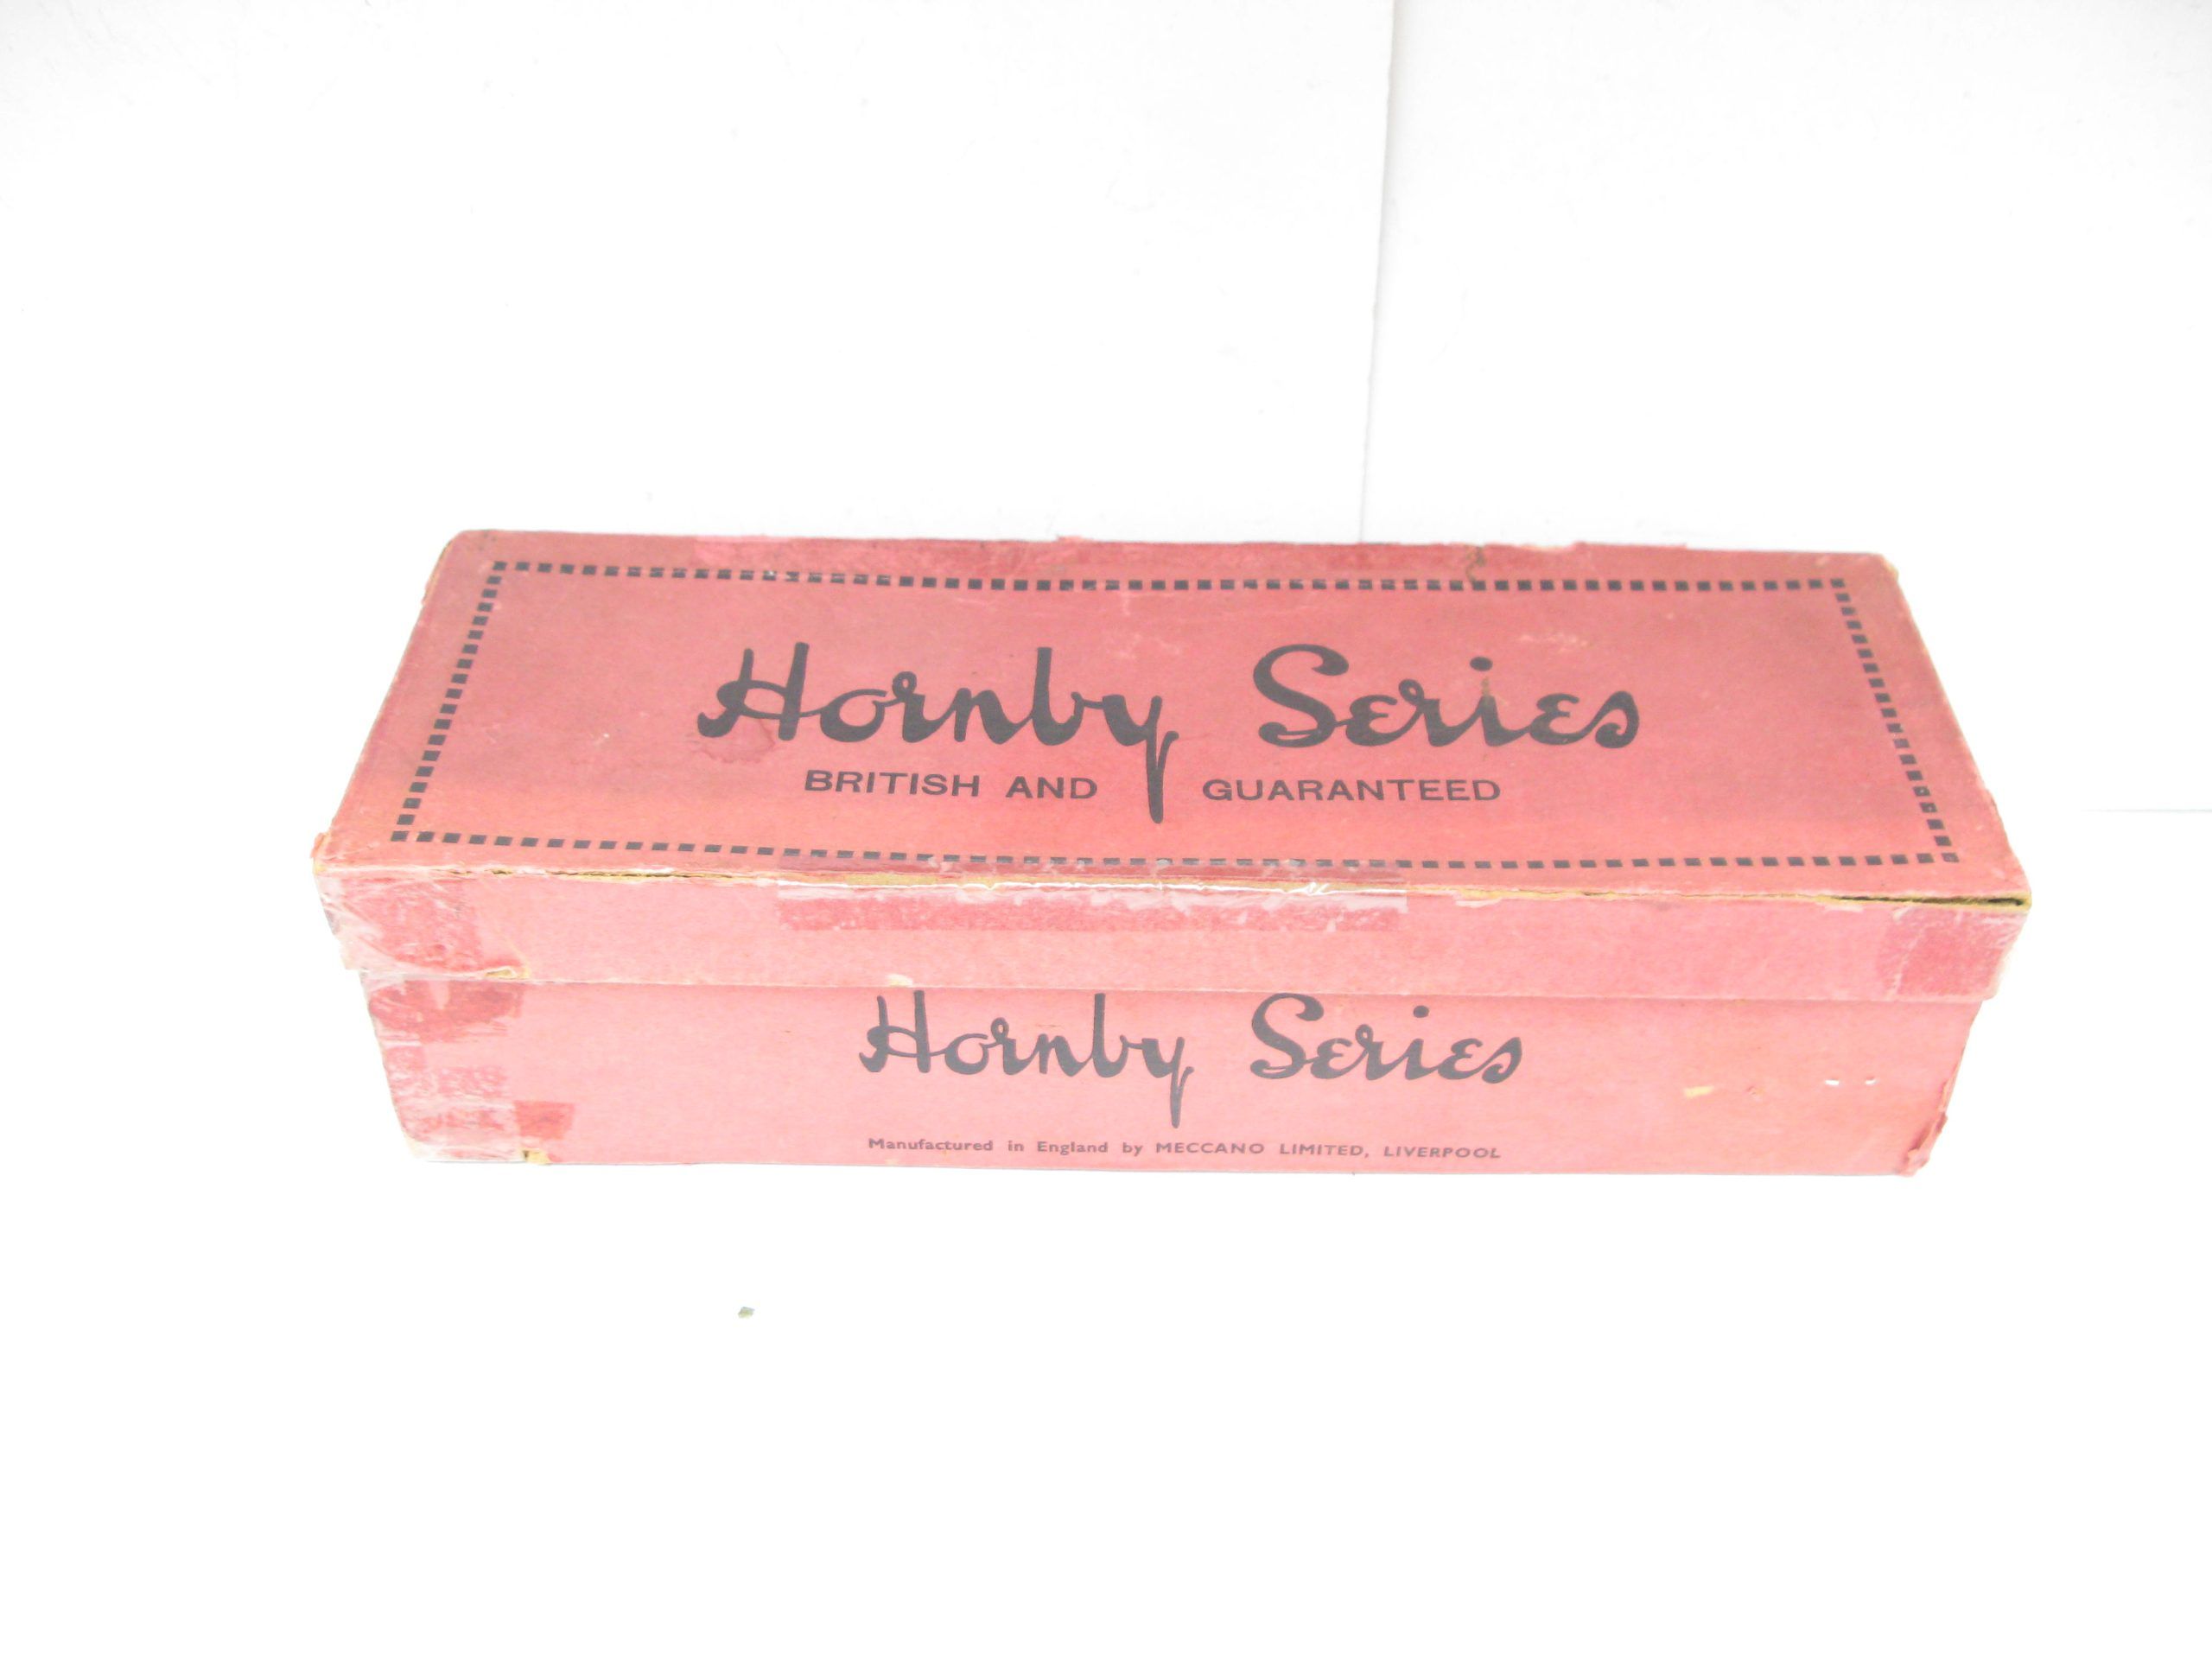 Hornby Series
BRITISH AND GUARANTEED
Hornby Series
Manufactured in England by MECCANO LIMITED, LIVERPOOL